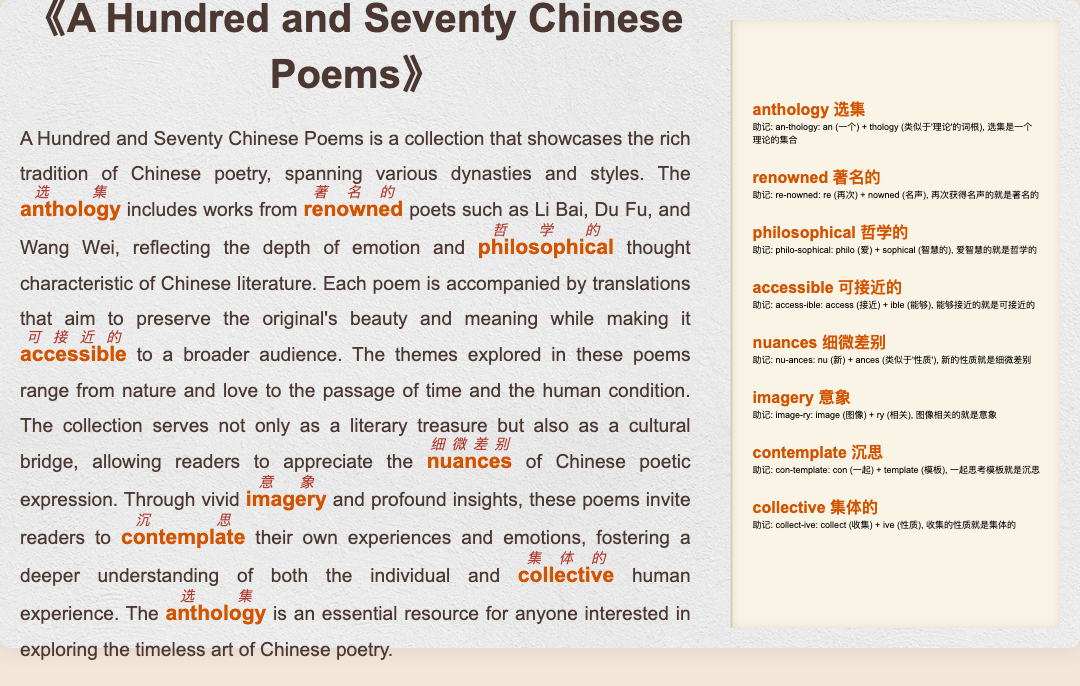 《A Hundred and Seventy Chinese
Poems》
A Hundred and Seventy Chinese Poems is a collection that showcases the rich
tradition of Chinese poetry, spanning various dynasties and styles. The
选集 著名的
anthology includes works from renowned poets such as Li Bai, Du Fu, and
哲学的
Wang Wei, reflecting the depth of emotion and philosophical thought
characteristic of Chinese literature. Each poem is accompanied by translations
that aim to preserve the original's beauty and meaning while making it
可接近的
accessible to a broader audience. The themes explored in these poems
range from nature and love to the passage of time and the human condition.
The collection serves not only as a literary treasure but also as a cultural
细微差别
bridge, allowing readers to appreciate the nuances of Chinese poetic
意象
expression. Through vivid imagery and profound insights, these poems invite
沉思
readers to contemplate their own experiences and emotions, fostering a
集体的
deeper understanding of both the individual and collective human
选集
experience. The anthology is an essential resource for anyone interested in
exploring the timeless art of Chinese poetry.
anthology 选集
助记: an-thology: an (一个) + thology (类似于'理论'的词根), 选集是一个
理论的集合
renowned 著名的
助记: re-nowned: re (再次) + nowned (名声), 再次获得名声的就是著名的
philosophical 哲学的
助记: philo-sophical: philo (爱) + sophical (智慧的), 爱智慧的就是哲学的
accessible 可接近的
助记: access-ible: access (接近) + ible (能够), 能够接近的就是可接近的
nuances 细微差别
助记: nu-ances: nu (新) + ances (类似于'性质'), 新的性质就是细微差别
imagery 意象
助记: image-ry: image (图像) + ry (相关), 图像相关的就是意象
contemplate 沉思
助记: con-template: con (一起) + template (模板), 一起思考模板就是沉思
collective 集体的
助记: collect-ive: collect (收集) + ive (性质), 收集的性质就是集体的